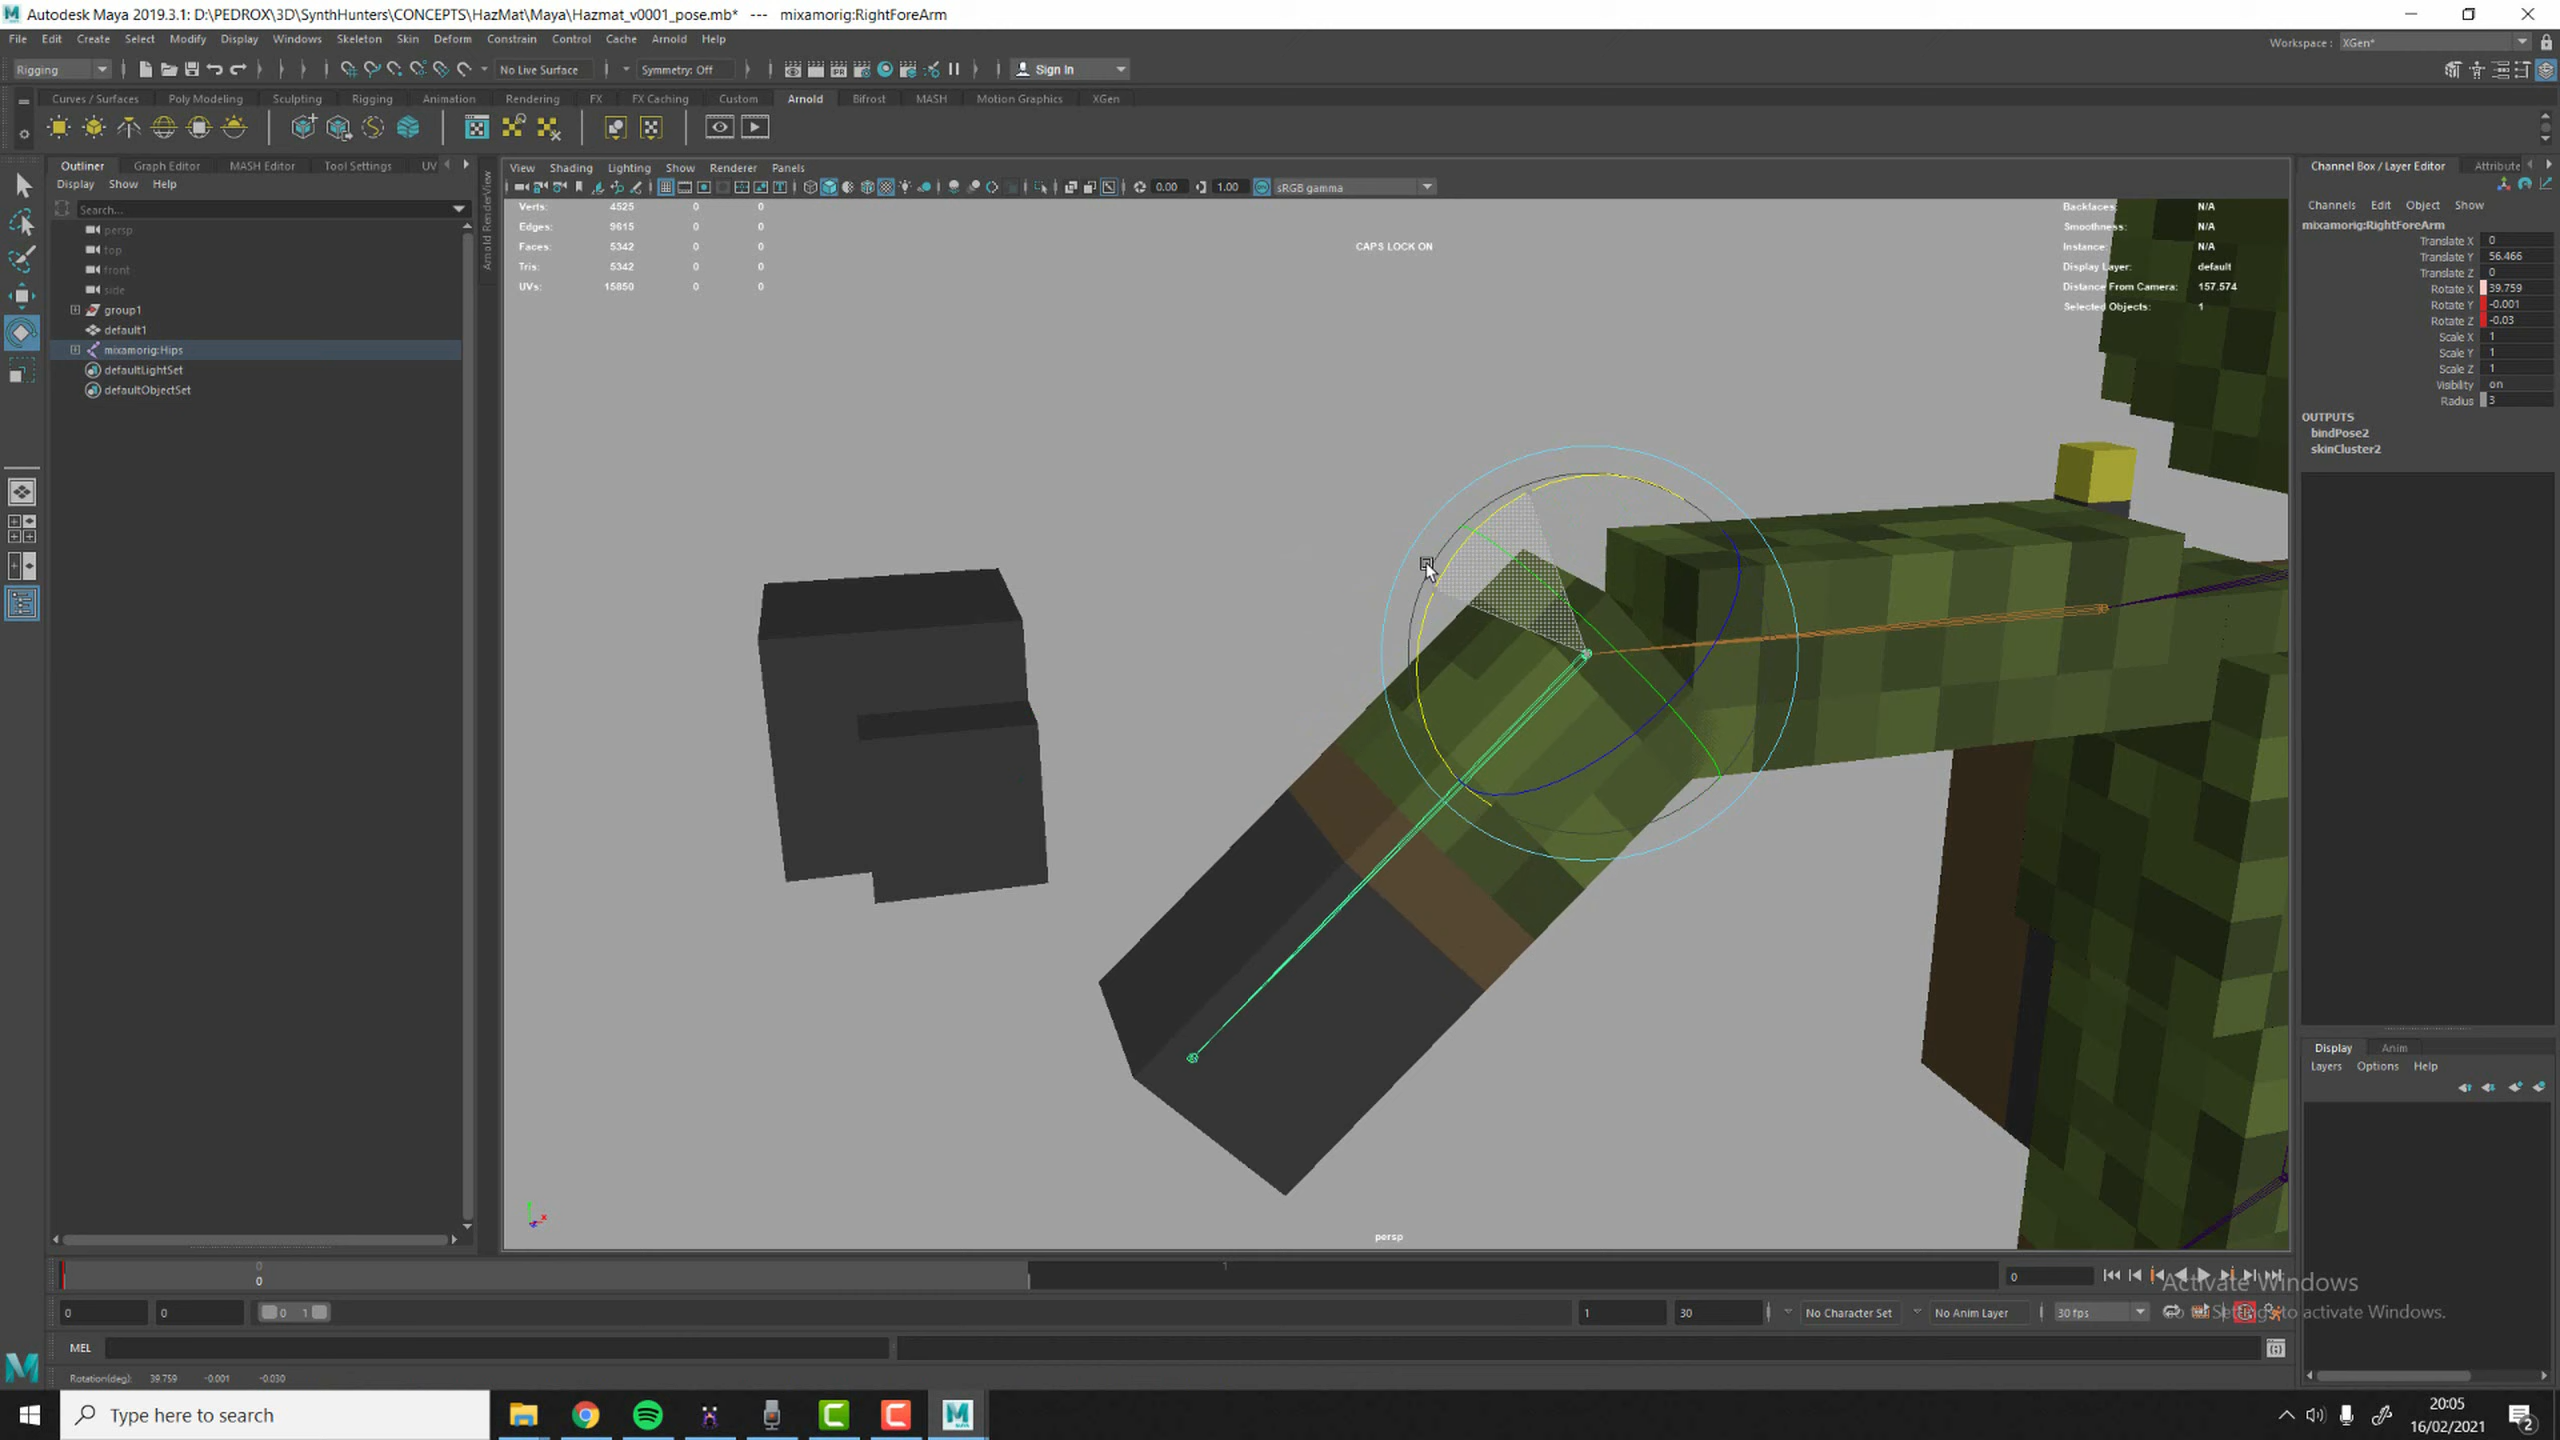 Autodesk Maya 2019.3.1: D:\PEDROX\3D\SynthHunters\CONCEPTS\HazMat\Maya\Hazmat_v0001_pose.mb* --- mixamorig:RightForeArm
File Edit Create Select Modify Display Windows Skeleton Skin Deform Constrain Control Cache Arnold Help
Workspace : XGen*
Rigging No Live Surface Symmetry: Off Sign In
Curves / Surfaces Poly Modeling Sculpting Rigging Animation Rendering FX FX Caching Custom Arnold Bifrost MASH Motion Graphics XGen
Outliner Graph Editor MASH Editor Tool Settings UV
Display Show Help
Search...
persp
top
front
side
group1
default1
mixamorig:Hips
defaultLightSet
defaultObjectSet
Arnold RenderView
View Shading Lighting Show Renderer Panels
0.00 1.00 sRGB gamma
Verts: 4525 0 0
Edges: 9615 0 0
Faces: 5342 0 0
Tris: 5342 0 0
UVs: 15850 0 0
CAPS LOCK ON
Backfaces: N/A
Smoothness: N/A
Instance: N/A
Display Layer: default
Distance From Camera: 157.574
Selected Objects: 1
persp
Channel Box / Layer Editor Attribute
Channels Edit Object Show
mixamorig:RightForeArm
Translate X 0
Translate Y 56.466
Translate Z 0
Rotate X 39.759
Rotate Y -0.001
Rotate Z -0.03
Scale X 1
Scale Y 1
Scale Z 1
Visibility on
Radius 3
OUTPUTS
bindPose2
skinCluster2
Display Anim
Layers Options Help
0
0
1
0
0 0 0 1 1 30 No Character Set No Anim Layer 30 fps
Activate Windows
Go to Settings to activate Windows.
MEL
Rotation(deg): 39.759 -0.001 -0.030
Type here to search
20:05
16/02/2021
2